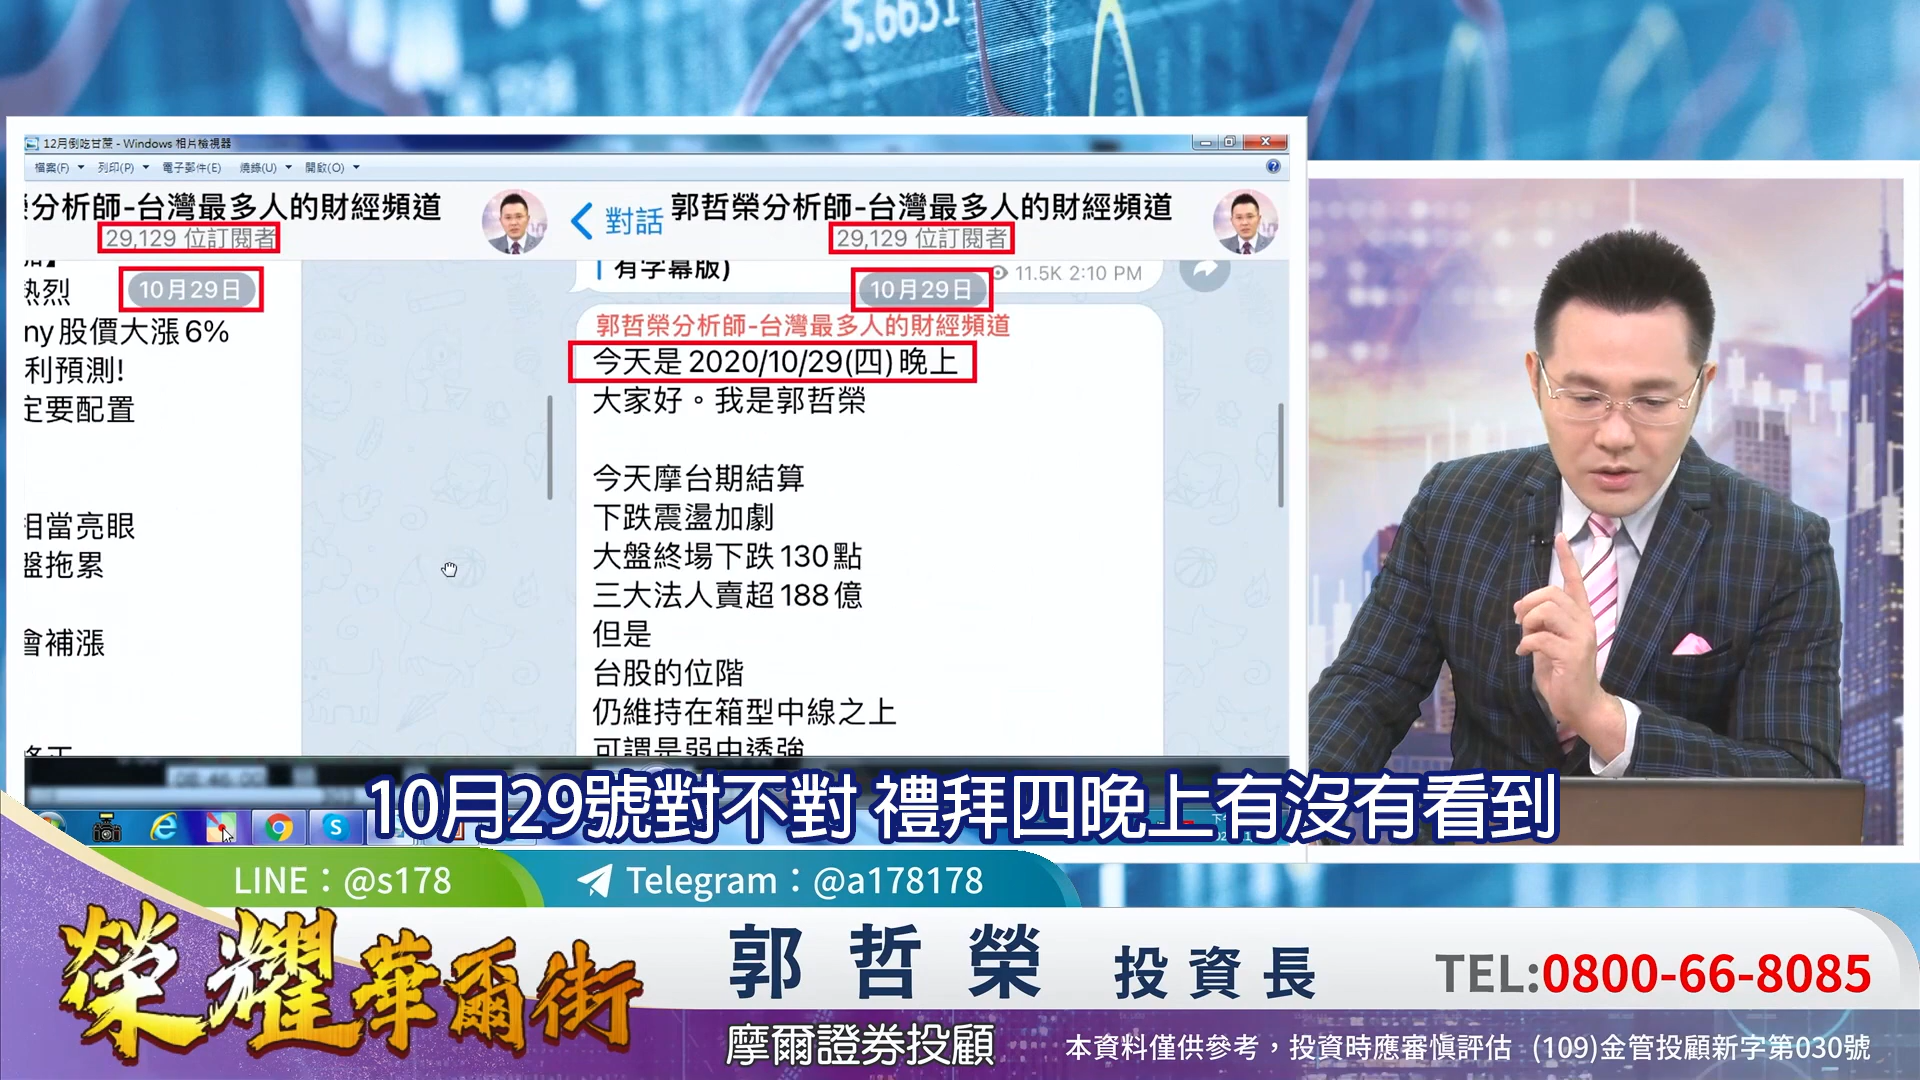 5.6631
12月倒吃甘蔗 - Windows 相片檢視器
檔案(F) 列印(P) 電子郵件(E) 燒錄(U) 開啟(O)
分析師-台灣最多人的財經頻道
29,129 位訂閱者
10月29日
熱烈
ny股價大漲6%
利預測!
定要配置
相當亮眼
盤拖累
會補漲
對話
郭哲榮分析師-台灣最多人的財經頻道
29,129 位訂閱者
有字幕版)
11.5K 2:10 PM
10月29日
郭哲榮分析師-台灣最多人的財經頻道
今天是2020/10/29(四)晚上
大家好。我是郭哲榮
今天摩台期結算
下跌震盪加劇
大盤終場下跌130點
三大法人賣超188億
但是
台股的位階
仍維持在箱型中線之上
可謂是弱中透強
10月29號對不對 禮拜四晚上有沒有看到
LINE：@s178
Telegram：@a178178
榮耀華爾街
郭哲榮 投資長
TEL:0800-66-8085
摩爾證券投顧
本資料僅供參考，投資時應審慎評估 (109)金管投顧新字第030號